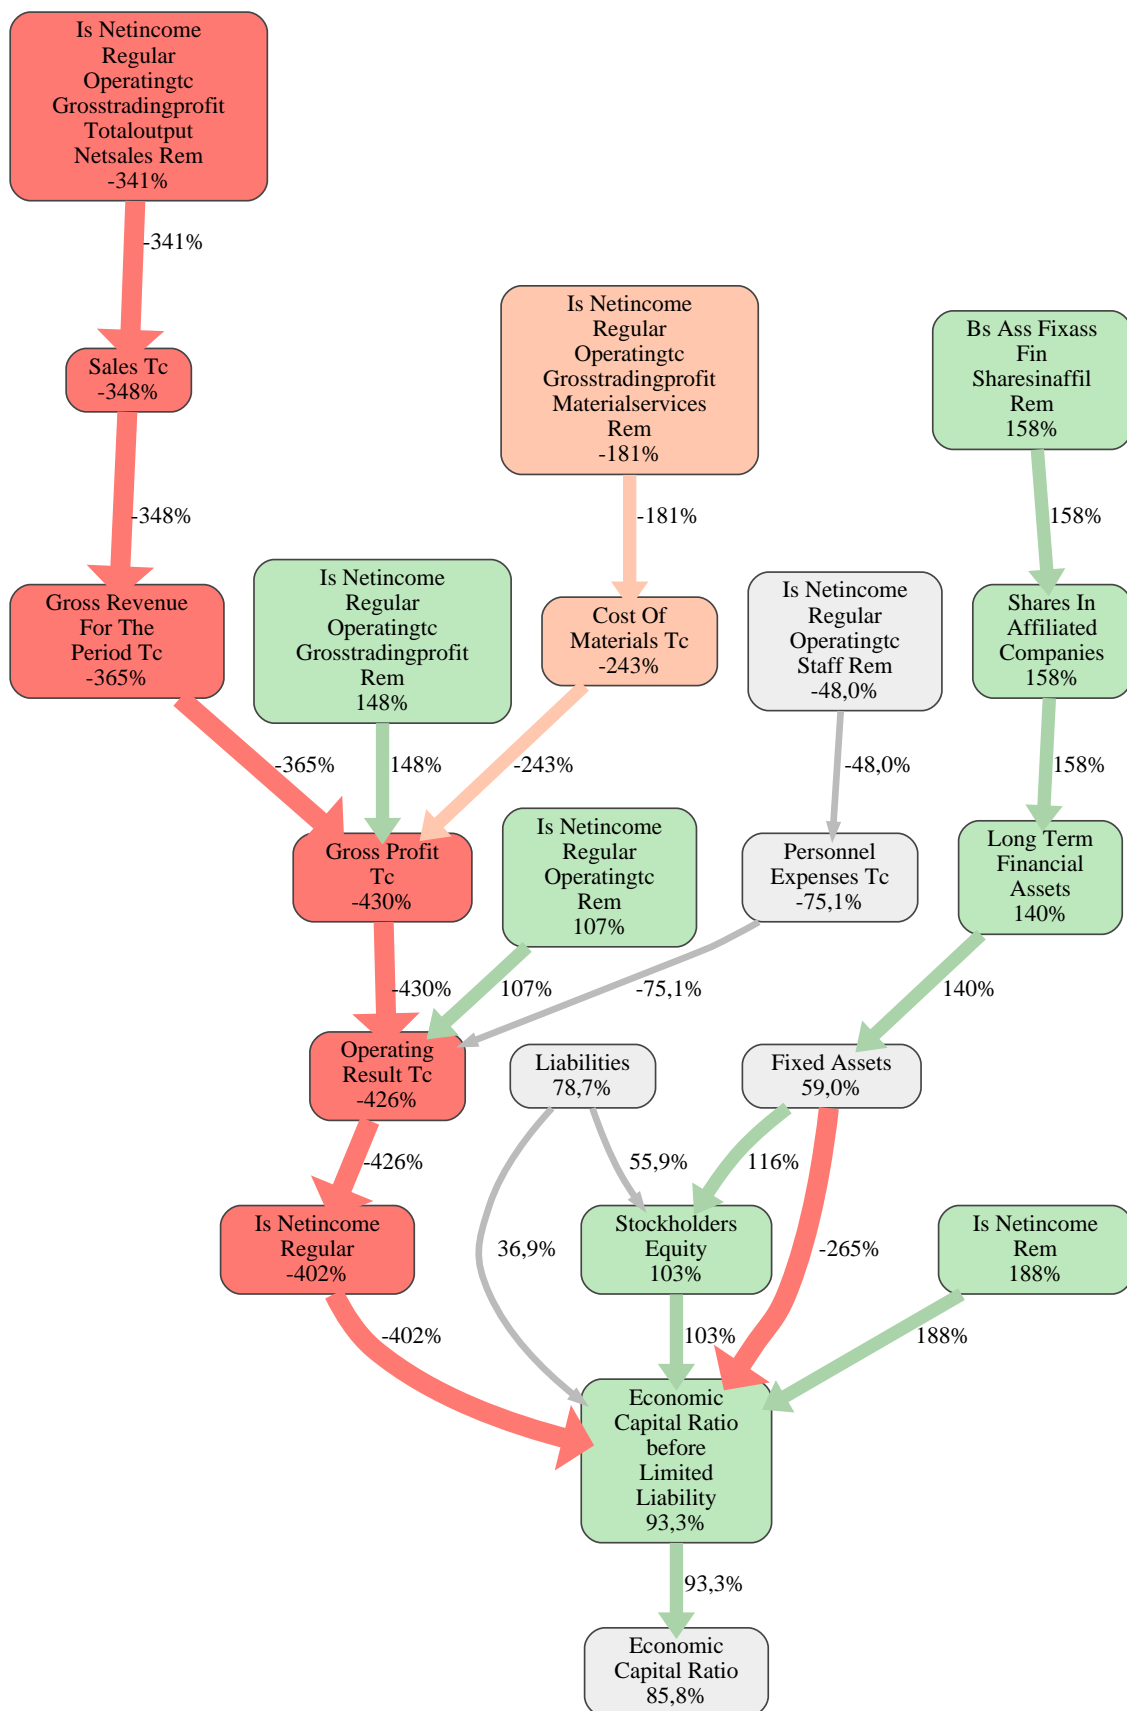 Is Netincome
Regular
Operatingtc
Grosstradingprofit
Totaloutput
Netsales Rem
-341%
-341%
Is Netincome
Regular
Operatingtc
Grosstradingprofit
Materialservices
Rem
-181%
Bs Ass Fixass
Fin
Sharesinaffil
Rem
158%
Sales Tc
-348%
-348%
-181%
158%
Gross Revenue
For The
Period Tc
-365%
Is Netincome
Regular
Operatingtc
Grosstradingprofit
Rem
148%
Cost Of
Materials Tc
-243%
Is Netincome
Regular
Operatingtc
Staff Rem
-48,0%
Shares In
Affiliated
Companies
158%
-365%
148%
-243%
-48,0%
158%
Gross Profit
Tc
-430%
Is Netincome
Regular
Operatingtc
Rem
107%
Personnel
Expenses Tc
-75,1%
Long Term
Financial
Assets
140%
-430%
107%
-75,1%
140%
Operating
Result Tc
-426%
Liabilities
78,7%
Fixed Assets
59,0%
-426%
55,9%
116%
Is Netincome
Regular
-402%
36,9%
Stockholders
Equity
103%
-265%
Is Netincome
Rem
188%
-402%
103%
188%
Economic
Capital Ratio
before
Limited
Liability
93,3%
93,3%
Economic
Capital Ratio
85,8%